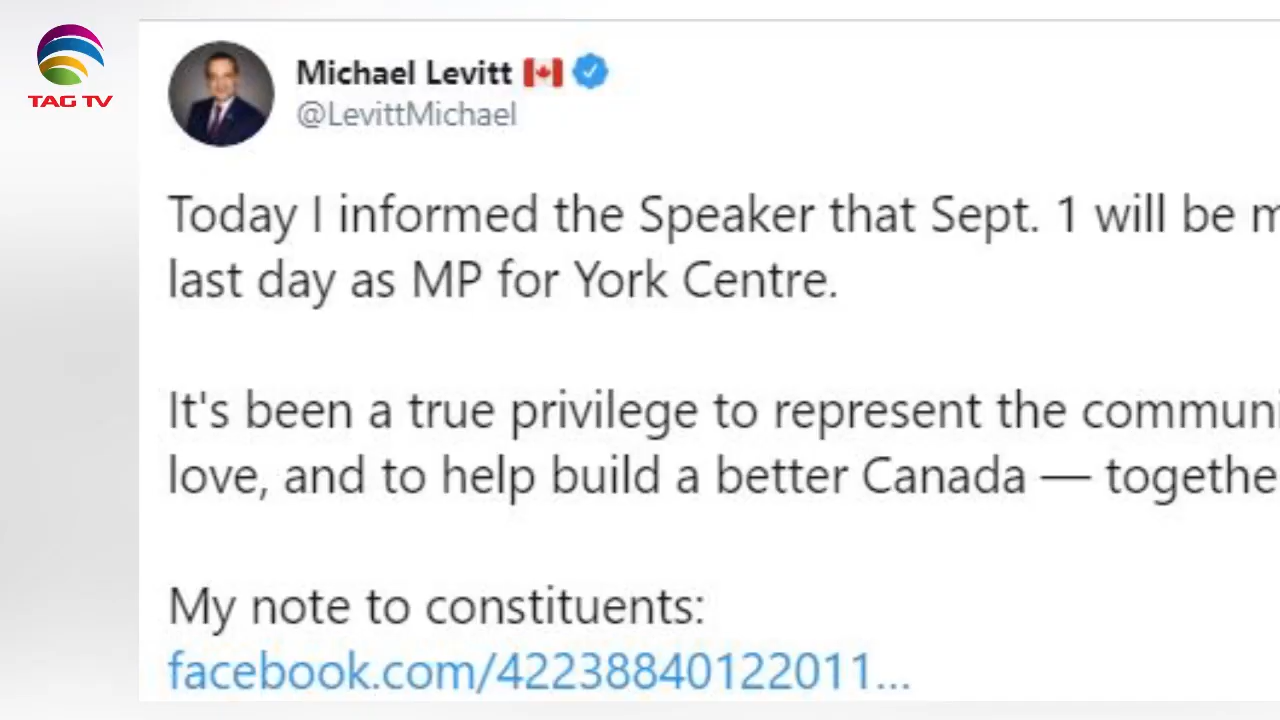 TAG TV
Michael Levitt
@LevittMichael
Today I informed the Speaker that Sept. 1 will be m
last day as MP for York Centre.
It's been a true privilege to represent the communi
love, and to help build a better Canada — togethe
My note to constituents:
facebook.com/42238840122011...